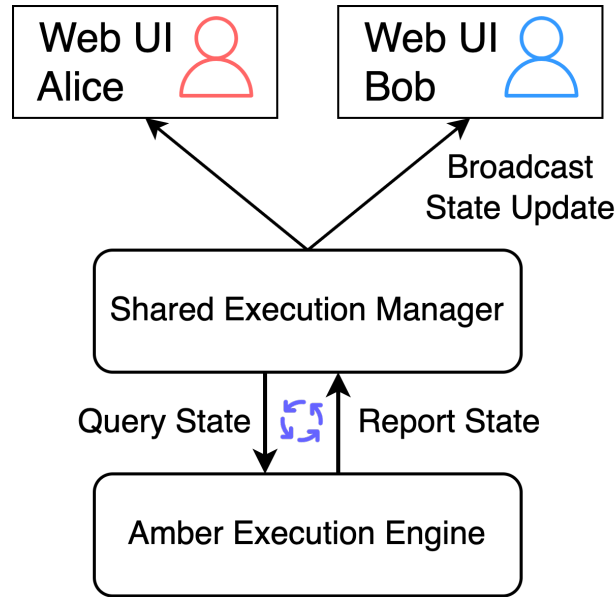 Web UI
Alice
Web UI
Bob
Broadcast
State Update
Shared Execution Manager
Query State
Report State
Amber Execution Engine